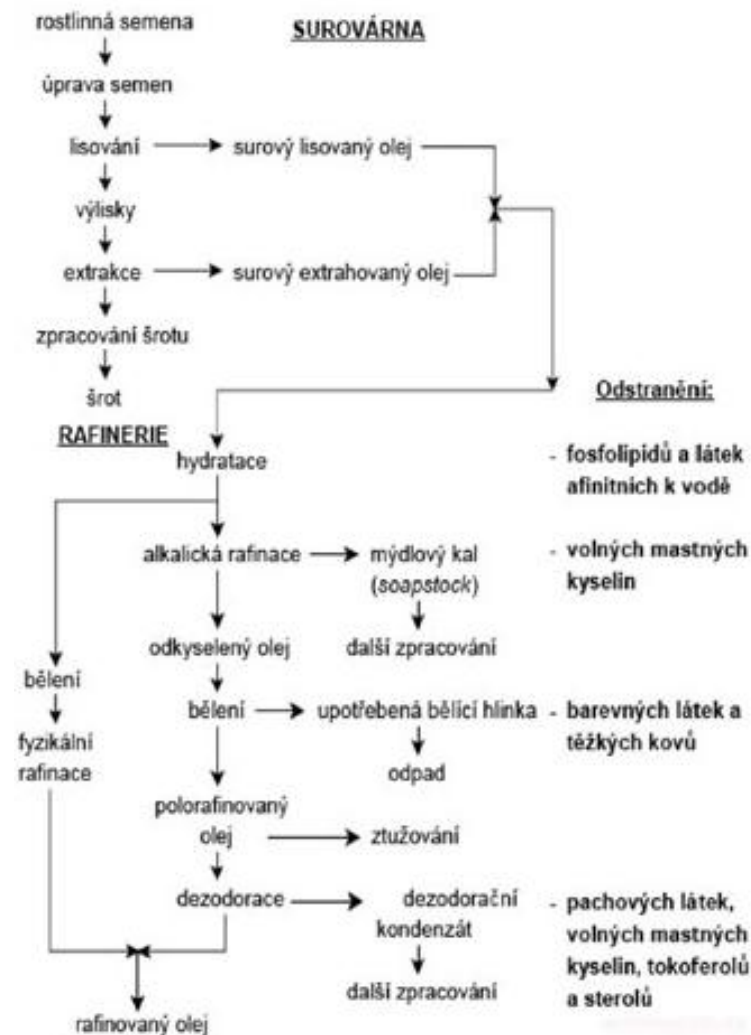 rostlinná semena
SUROVÁRNA
úprava semen
lisování
surový lisovaný olej
výlisky
extrakce
surový extrahovaný olej
zpracování šrotu
šrot
Odstranění:
RAFINERIE
hydratace
- fosfolipidů a látek
afinitních k vodě
alkalická rafinace
mýdlový kal
(soapstock)
- volných mastných
kyselin
odkyselený olej
další zpracování
bělení
bělení
upotřebená bělící hlinka
- barevných látek a
těžkých kovů
fyzikální
rafinace
odpad
polorafinovaný
olej
ztužování
dezodorace
dezodorační
kondenzát
- pachových látek,
volných mastných
kyselin, tokoferolů
a sterolů
další zpracování
rafinovaný olej